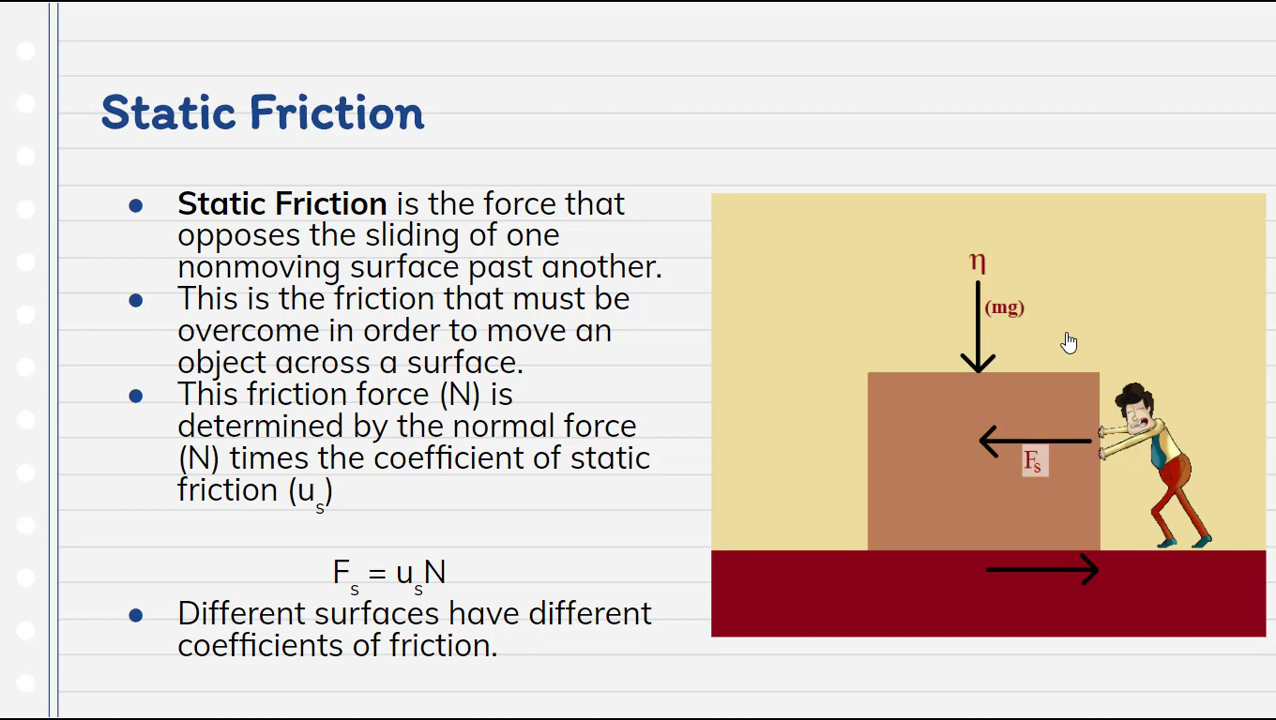 Static Friction
● Static Friction is the force that
opposes the sliding of one
nonmoving surface past another.
● This is the friction that must be
overcome in order to move an
object across a surface.
● This friction force (N) is
determined by the normal force
(N) times the coefficient of static
friction (uₛ)
Fₛ = uₛN
● Different surfaces have different
coefficients of friction.
η
(mg)
Fₛ